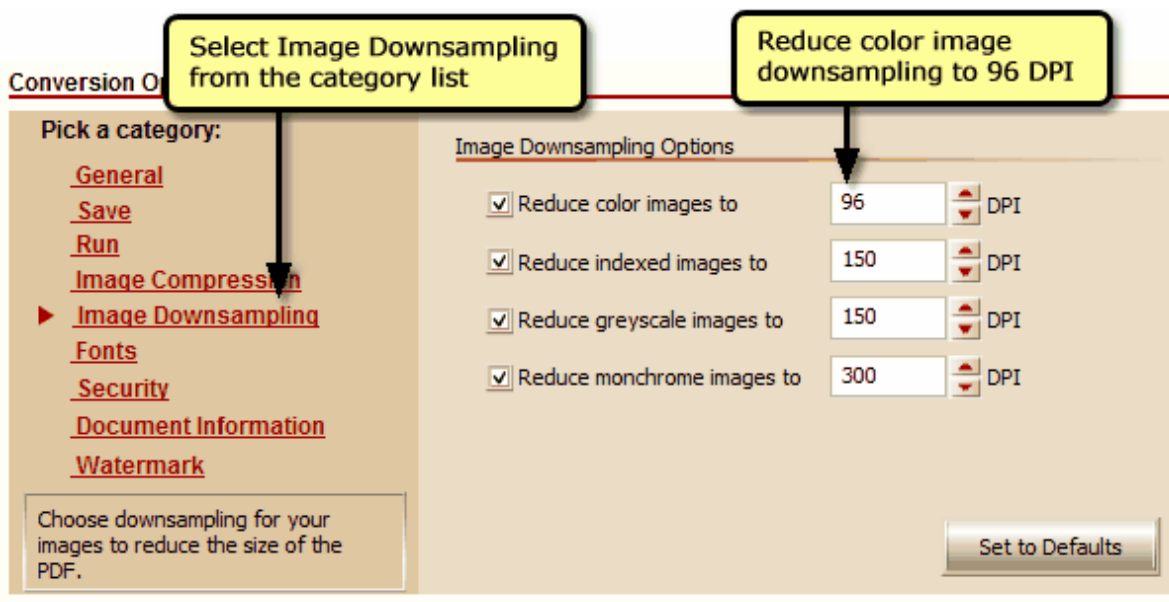 Select Image Downsampling
from the category list
Reduce color image
downsampling to 96 DPI
Conversion
Pick a category:
General
Save
Run
Image Compression
Image Downsampling
Fonts
Security
Document Information
Watermark
Choose downsampling for your
images to reduce the size of the
PDF.
Image Downsampling Options
Reduce color images to 96 DPI
Reduce indexed images to 150 DPI
Reduce greyscale images to 150 DPI
Reduce monchrome images to 300 DPI
Set to Defaults